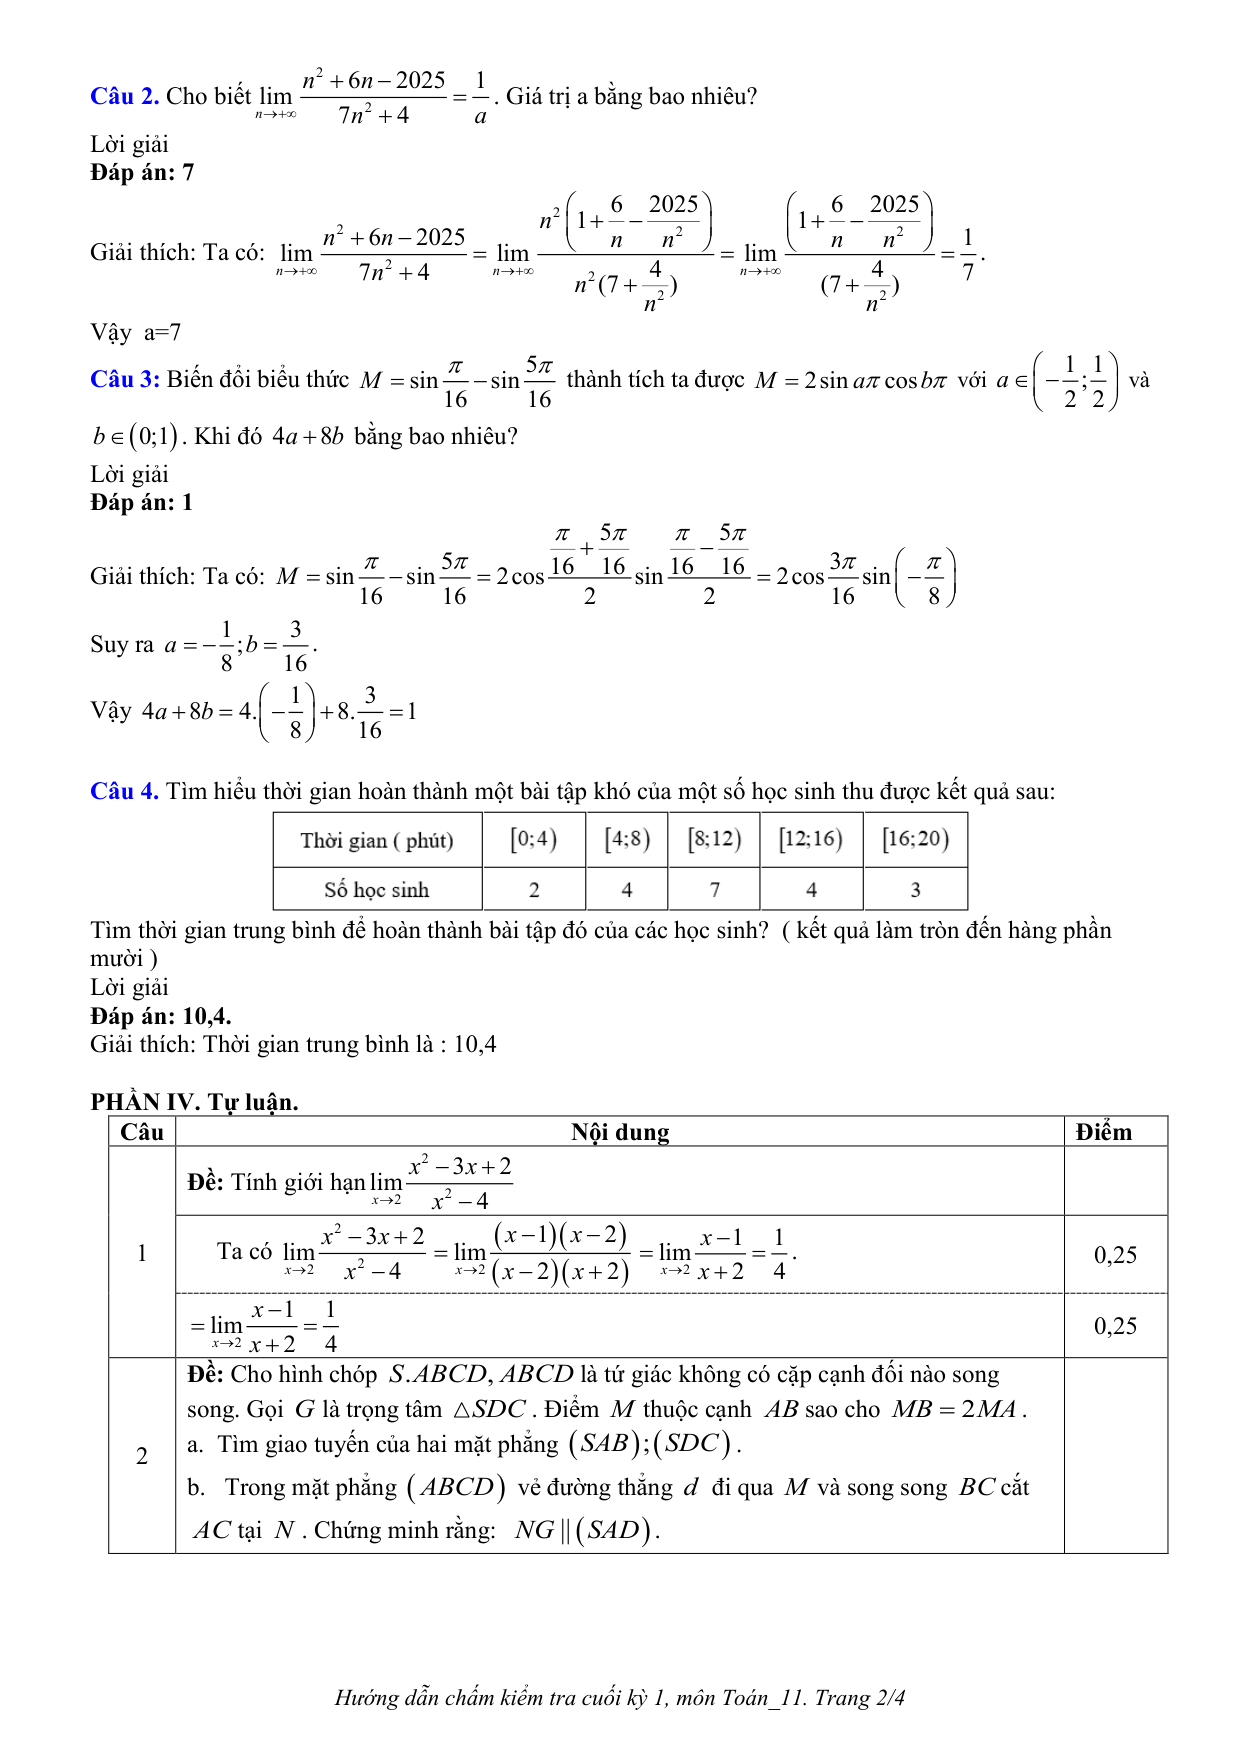 Câu 2. Cho biết lim_{n→+∞} (n² + 6n − 2025)/(7n² + 4) = 1/a. Giá trị a bằng bao nhiêu?
Lời giải
Đáp án: 7
Giải thích: Ta có: lim_{n→+∞} (n² + 6n − 2025)/(7n² + 4) = lim_{n→+∞} n²(1 + 6/n − 2025/n²)/(n²(7 + 4/n²)) = lim_{n→+∞} (1 + 6/n − 2025/n²)/((7 + 4/n²)) = 1/7.
Vậy a=7
Câu 3: Biến đổi biểu thức M = sin π/16 − sin 5π/16 thành tích ta được M = 2 sin aπ cos bπ với a ∈ (−1/2; 1/2) và
b ∈ (0;1). Khi đó 4a + 8b bằng bao nhiêu?
Lời giải
Đáp án: 1
Giải thích: Ta có: M = sin π/16 − sin 5π/16 = 2 cos (π/16 + 5π/16)/2 sin (π/16 − 5π/16)/2 = 2 cos 3π/16 sin(−π/8)
Suy ra a = −1/8; b = 3/16.
Vậy 4a + 8b = 4.(−1/8) + 8.3/16 = 1
Câu 4. Tìm hiểu thời gian hoàn thành một bài tập khó của một số học sinh thu được kết quả sau:
Thời gian ( phút) [0;4) [4;8) [8;12) [12;16) [16;20)
Số học sinh 2 4 7 4 3
Tìm thời gian trung bình để hoàn thành bài tập đó của các học sinh? ( kết quả làm tròn đến hàng phần
mười )
Lời giải
Đáp án: 10,4.
Giải thích: Thời gian trung bình là : 10,4
PHẦN IV. Tự luận.
Câu Nội dung Điểm
Đề: Tính giới hạn lim_{x→2} (x² − 3x + 2)/(x² − 4)
1 Ta có lim_{x→2} (x² − 3x + 2)/(x² − 4) = lim_{x→2} (x − 1)(x − 2)/((x − 2)(x + 2)) = lim_{x→2} (x − 1)/(x + 2) = 1/4. 0,25
= lim_{x→2} (x − 1)/(x + 2) = 1/4 0,25
Đề: Cho hình chóp S.ABCD, ABCD là tứ giác không có cặp cạnh đối nào song
song. Gọi G là trọng tâm △SDC. Điểm M thuộc cạnh AB sao cho MB = 2MA.
2 a. Tìm giao tuyến của hai mặt phẳng (SAB);(SDC).
b. Trong mặt phẳng (ABCD) vẽ đường thẳng d đi qua M và song song BC cắt
AC tại N. Chứng minh rằng: NG || (SAD).
Hướng dẫn chấm kiểm tra cuối kỳ 1, môn Toán_11. Trang 2/4